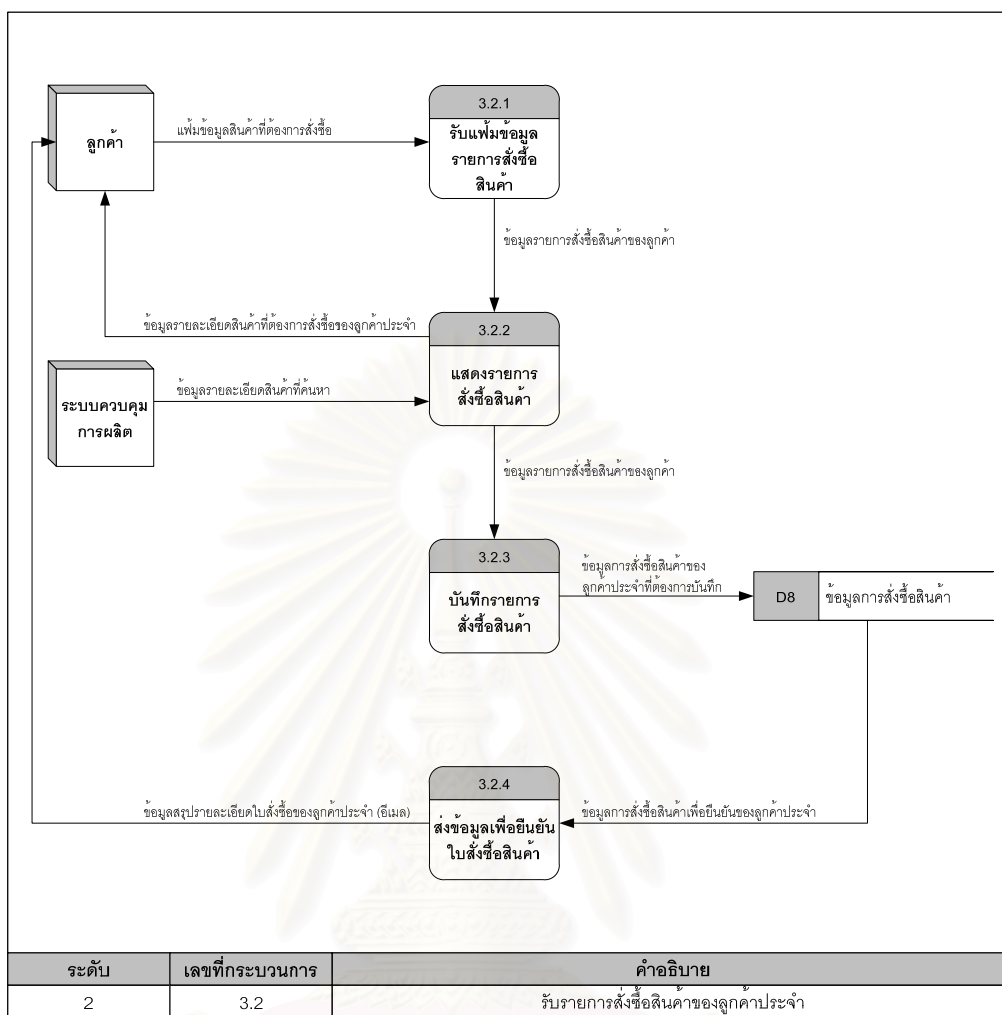 ลูกค้า
แฟ้มข้อมูลสินค้าที่ต้องการสั่งซื้อ
3.2.1
รับแฟ้มข้อมูล
รายการสั่งซื้อ
สินค้า
ข้อมูลรายการสั่งซื้อสินค้าของลูกค้า
ข้อมูลรายละเอียดสินค้าที่ต้องการสั่งซื้อของลูกค้าประจำ
3.2.2
แสดงรายการ
สั่งซื้อสินค้า
ระบบควบคุม
การผลิต
ข้อมูลรายละเอียดสินค้าที่ค้นหา
ข้อมูลรายการสั่งซื้อสินค้าของลูกค้า
3.2.3
บันทึกรายการ
สั่งซื้อสินค้า
ข้อมูลการสั่งซื้อสินค้าของ
ลูกค้าประจำที่ต้องการบันทึก
D8
ข้อมูลการสั่งซื้อสินค้า
ข้อมูลสรุปรายละเอียดใบสั่งซื้อของลูกค้าประจำ (อีเมล)
3.2.4
ส่งข้อมูลเพื่อยืนยัน
ใบสั่งซื้อสินค้า
ข้อมูลการสั่งซื้อสินค้าเพื่อยืนยันของลูกค้าประจำ
ระดับ เลขที่กระบวนการ คำอธิบาย
2 3.2 รับรายการสั่งซื้อสินค้าของลูกค้าประจำ